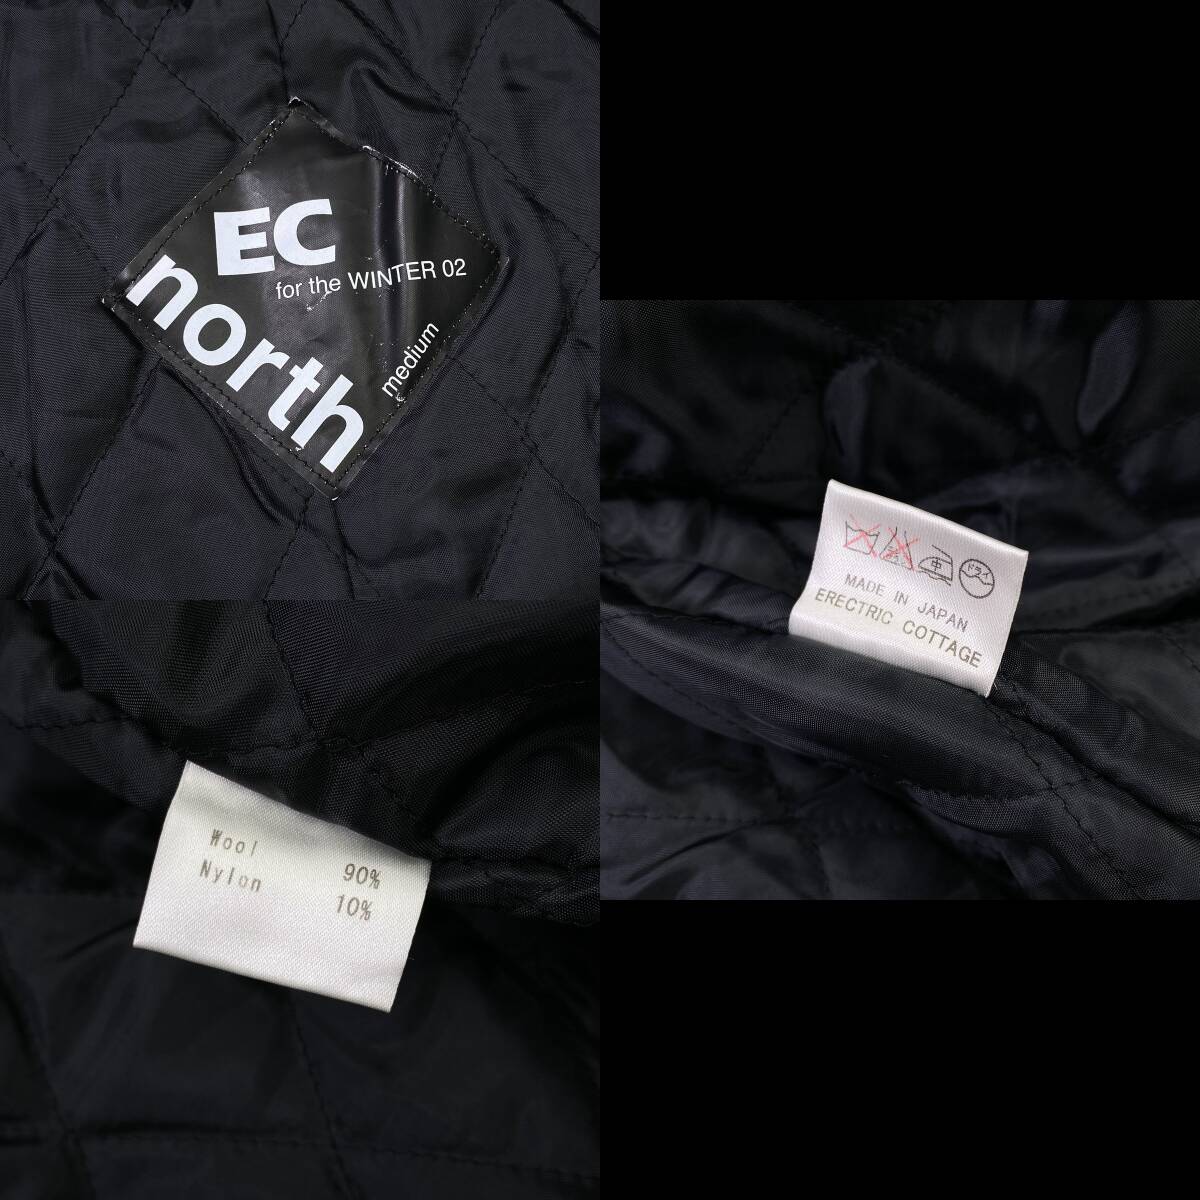 EC
for the WINTER 02
north
medium
中
ドライ
MADE IN JAPAN
ERECTRIC COTTAGE
Wool 90%
Nylon 10%